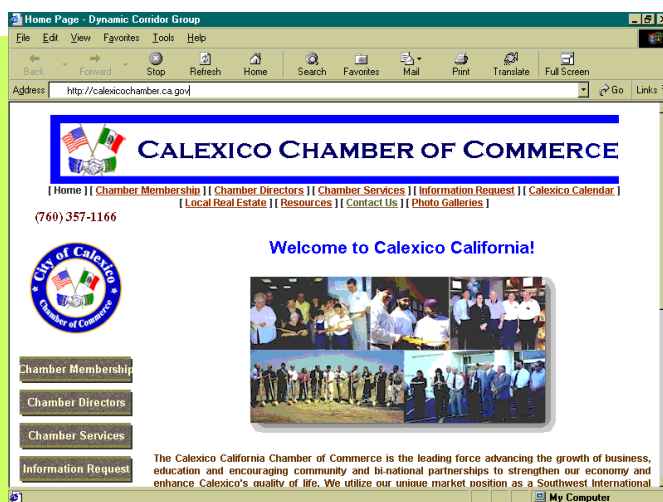 Home Page - Dynamic Corridor Group
File Edit View Favorites Tools Help
Back Forward Stop Refresh Home Search Favorites Mail Print Translate Full Screen
Address http://calexicochamber.ca.gov Go Links
CALEXICO CHAMBER OF COMMERCE
[ Home ] [ Chamber Membership ] [ Chamber Directors ] [ Chamber Services ] [ Information Request ] [ Calexico Calendar ]
[ Local Real Estate ] [ Resources ] [ Contact Us ] [ Photo Galleries ]
(760) 357-1166
Welcome to Calexico California!
City of Calexico
Chamber of Commerce
Chamber Membership
Chamber Directors
Chamber Services
Information Request
The Calexico California Chamber of Commerce is the leading force advancing the growth of business,
education and encouraging community and bi-national partnerships to strengthen our economy and
enhance Calexico's quality of life. We utilize our unique market position as a Southwest International
My Computer